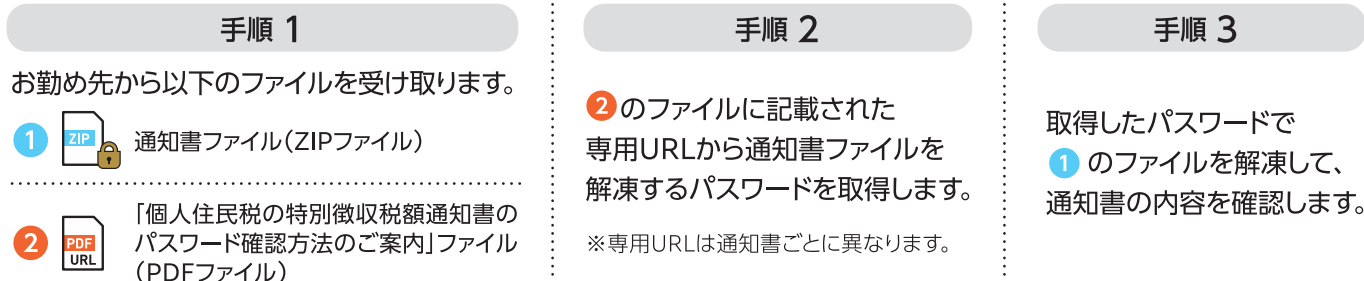 手順 1
お勤め先から以下のファイルを受け取ります。
1 ZIP 通知書ファイル(ZIPファイル)
2 PDF URL 「個人住民税の特別徴収税額通知書の
パスワード確認方法のご案内」ファイル
(PDFファイル)
手順 2
2 のファイルに記載された
専用URLから通知書ファイルを
解凍するパスワードを取得します。
※専用URLは通知書ごとに異なります。
手順 3
取得したパスワードで
1 のファイルを解凍して、
通知書の内容を確認します。